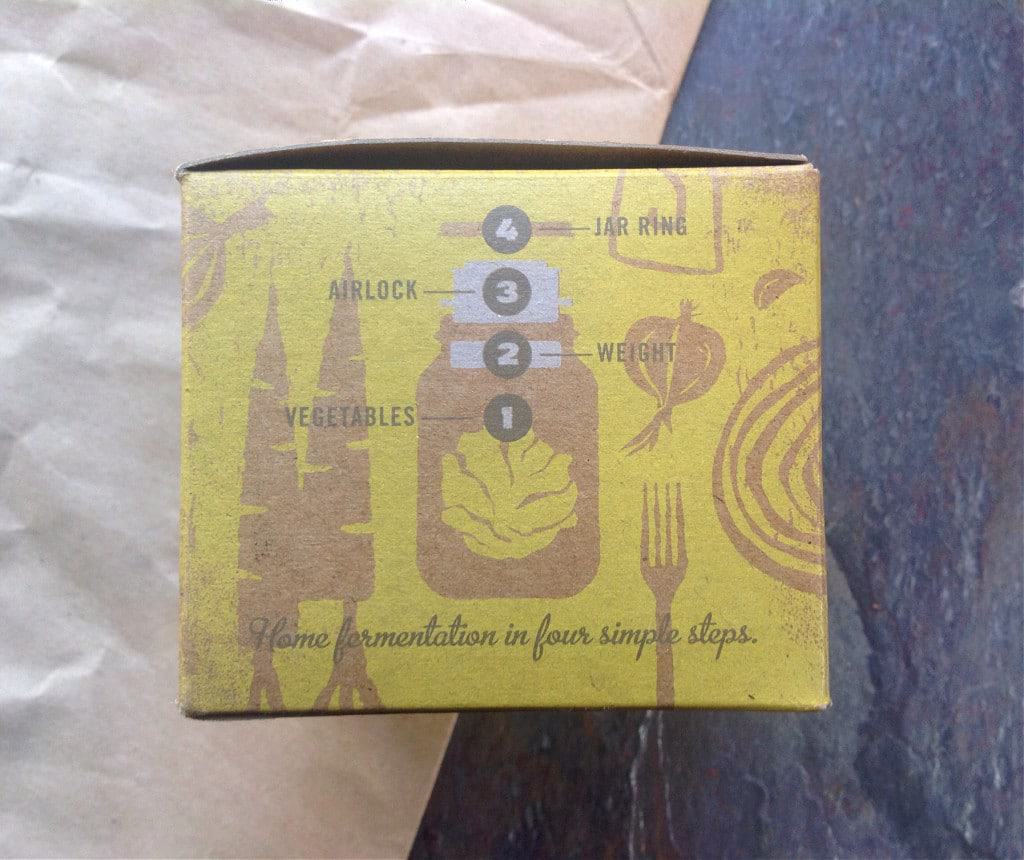 4 JAR RING
AIRLOCK 3
2 WEIGHT
VEGETABLES 1
Home fermentation in four simple steps.